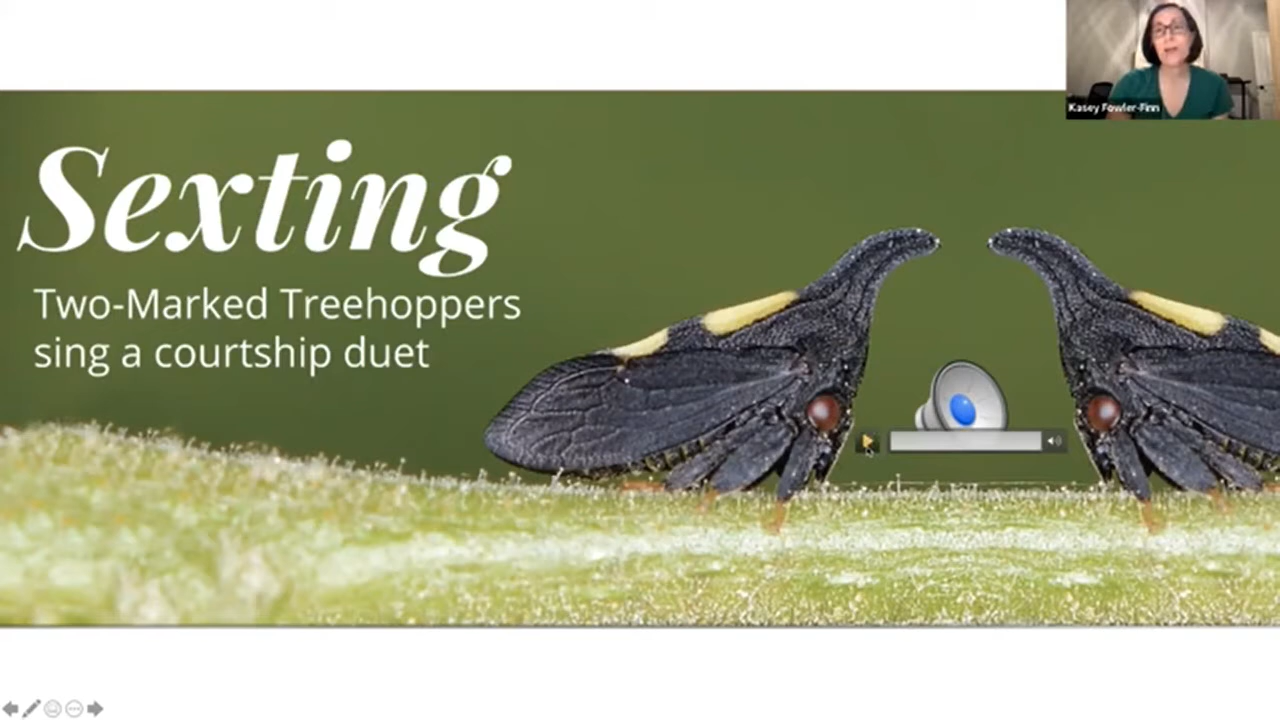 Kasey Fowler-Finn
Sexting
Two-Marked Treehoppers
sing a courtship duet